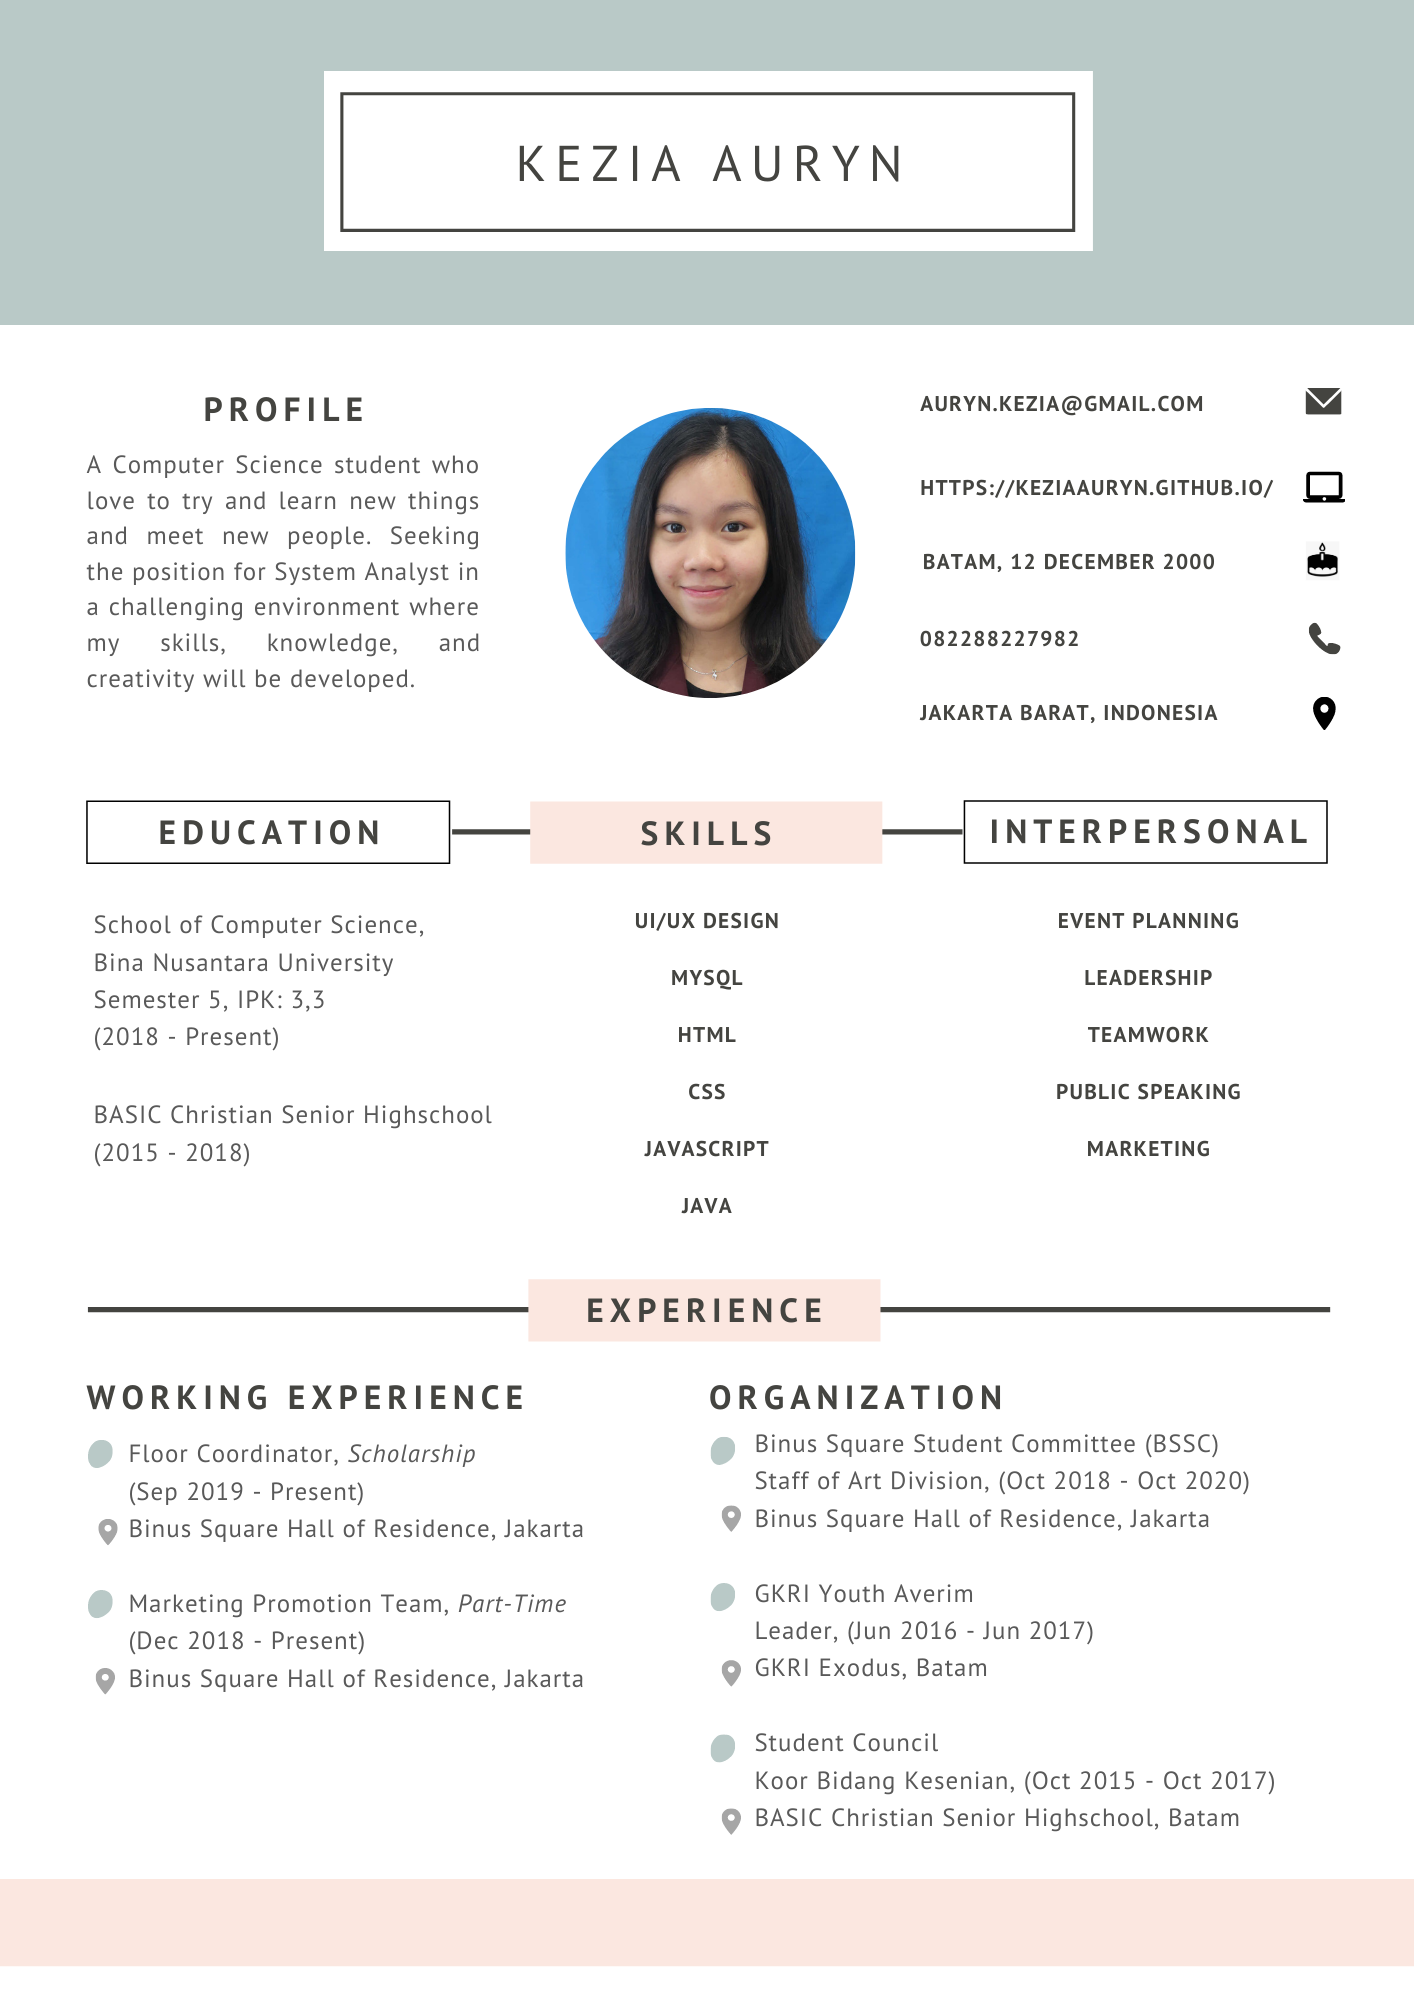 KEZIA AURYN
PROFILE
A Computer Science student who
love to try and learn new things
and meet new people. Seeking
the position for System Analyst in
a challenging environment where
my skills, knowledge, and
creativity will be developed.
AURYN.KEZIA@GMAIL.COM
HTTPS://KEZIAAURYN.GITHUB.IO/
BATAM, 12 DECEMBER 2000
082288227982
JAKARTA BARAT, INDONESIA
EDUCATION
School of Computer Science,
Bina Nusantara University
Semester 5, IPK: 3,3
(2018 - Present)
BASIC Christian Senior Highschool
(2015 - 2018)
SKILLS
UI/UX DESIGN
MYSQL
HTML
CSS
JAVASCRIPT
JAVA
INTERPERSONAL
EVENT PLANNING
LEADERSHIP
TEAMWORK
PUBLIC SPEAKING
MARKETING
EXPERIENCE
WORKING EXPERIENCE
Floor Coordinator, Scholarship
(Sep 2019 - Present)
Binus Square Hall of Residence, Jakarta
Marketing Promotion Team, Part-Time
(Dec 2018 - Present)
Binus Square Hall of Residence, Jakarta
ORGANIZATION
Binus Square Student Committee (BSSC)
Staff of Art Division, (Oct 2018 - Oct 2020)
Binus Square Hall of Residence, Jakarta
GKRI Youth Averim
Leader, (Jun 2016 - Jun 2017)
GKRI Exodus, Batam
Student Council
Koor Bidang Kesenian, (Oct 2015 - Oct 2017)
BASIC Christian Senior Highschool, Batam